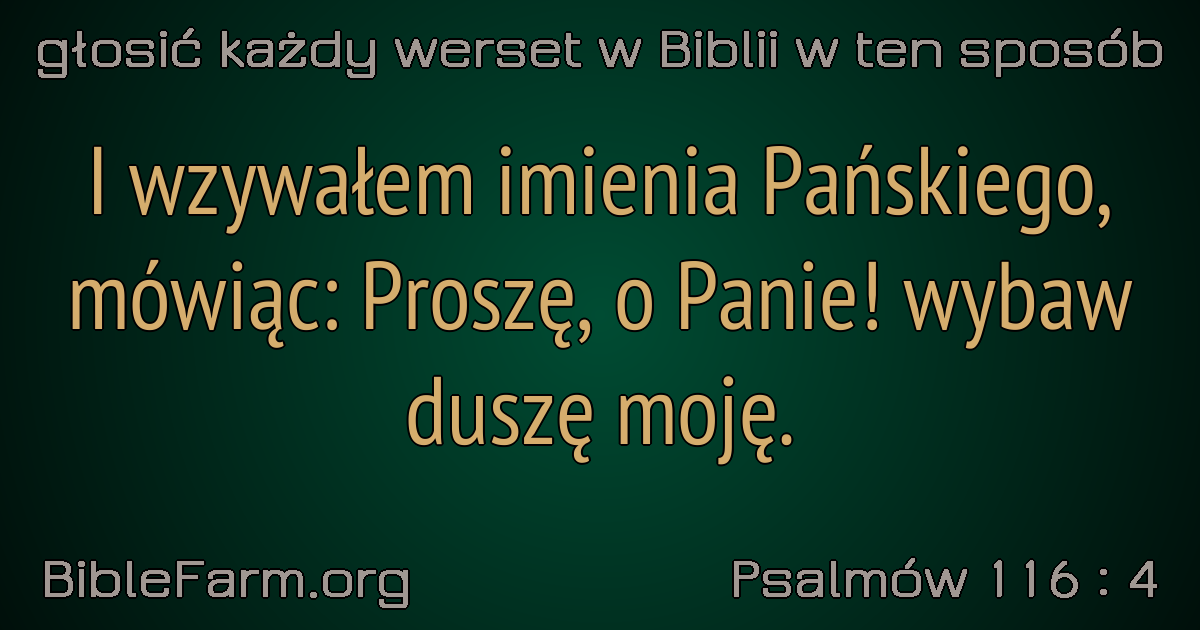 głosić każdy werset w Biblii w ten sposób
I wzywałem imienia Pańskiego,
mówiąc: Proszę, o Panie! wybaw
duszę moję.
BibleFarm.org
Psalmów 116 : 4